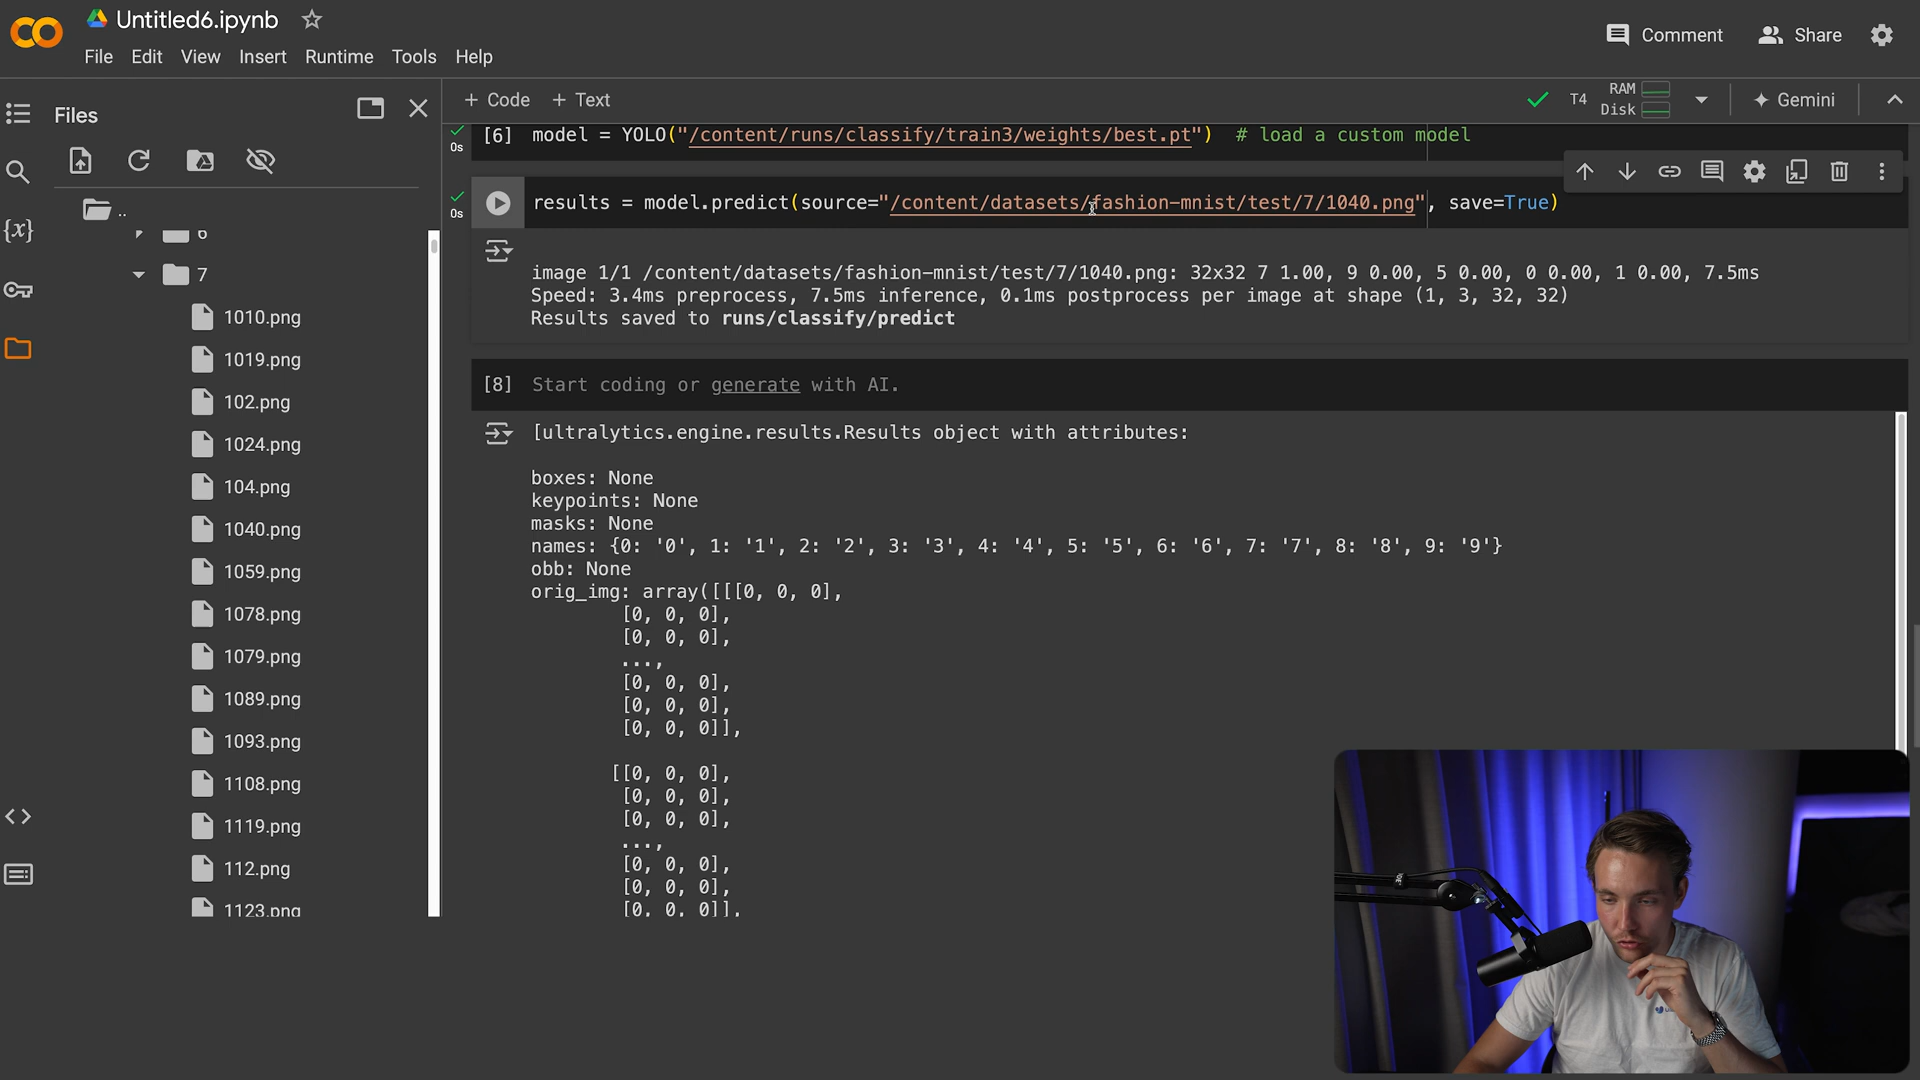 Untitled6.ipynb
File Edit View Insert Runtime Tools Help
Comment
Share
Files
+ Code + Text
T4
RAM
Disk
Gemini
..
6
7
1010.png
1019.png
102.png
1024.png
104.png
1040.png
1059.png
1078.png
1079.png
1089.png
1093.png
1108.png
1119.png
112.png
1123.png
{x}
0s
[6] model = YOLO("/content/runs/classify/train3/weights/best.pt") # load a custom model
0s
results = model.predict(source="/content/datasets/fashion-mnist/test/7/1040.png", save=True)
image 1/1 /content/datasets/fashion-mnist/test/7/1040.png: 32x32 7 1.00, 9 0.00, 5 0.00, 0 0.00, 1 0.00, 7.5ms
Speed: 3.4ms preprocess, 7.5ms inference, 0.1ms postprocess per image at shape (1, 3, 32, 32)
Results saved to runs/classify/predict
[8] Start coding or generate with AI.
[ultralytics.engine.results.Results object with attributes:
boxes: None
keypoints: None
masks: None
names: {0: '0', 1: '1', 2: '2', 3: '3', 4: '4', 5: '5', 6: '6', 7: '7', 8: '8', 9: '9'}
obb: None
orig_img: array([[[0, 0, 0],
[0, 0, 0],
[0, 0, 0],
...,
[0, 0, 0],
[0, 0, 0],
[0, 0, 0]],
[[0, 0, 0],
[0, 0, 0],
[0, 0, 0],
...,
[0, 0, 0],
[0, 0, 0],
[0, 0, 0]],